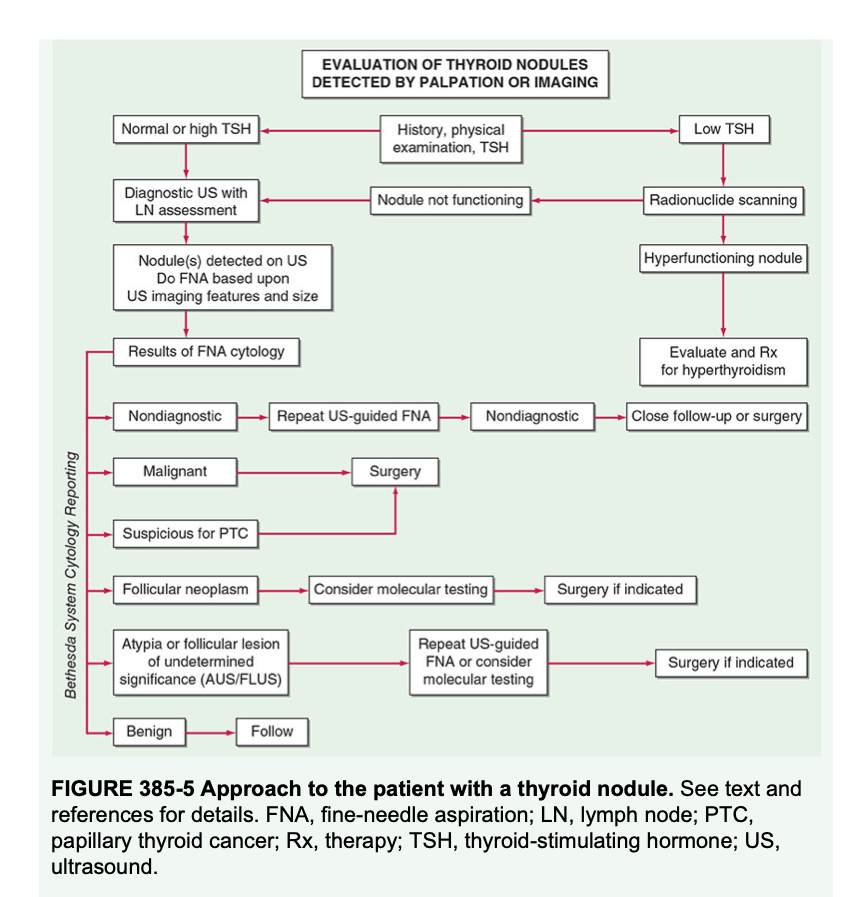 EVALUATION OF THYROID NODULES
DETECTED BY PALPATION OR IMAGING
Normal or high TSH
History, physical
examination, TSH
Low TSH
Diagnostic US with
LN assessment
Nodule not functioning
Radionuclide scanning
Nodule(s) detected on US
Do FNA based upon
US imaging features and size
Hyperfunctioning nodule
Results of FNA cytology
Evaluate and Rx
for hyperthyroidism
Bethesda System Cytology Reporting
Nondiagnostic
Repeat US-guided FNA
Nondiagnostic
Close follow-up or surgery
Malignant
Surgery
Suspicious for PTC
Follicular neoplasm
Consider molecular testing
Surgery if indicated
Atypia or follicular lesion
of undetermined
significance (AUS/FLUS)
Repeat US-guided
FNA or consider
molecular testing
Surgery if indicated
Benign
Follow
FIGURE 385-5 Approach to the patient with a thyroid nodule. See text and
references for details. FNA, fine-needle aspiration; LN, lymph node; PTC,
papillary thyroid cancer; Rx, therapy; TSH, thyroid-stimulating hormone; US,
ultrasound.